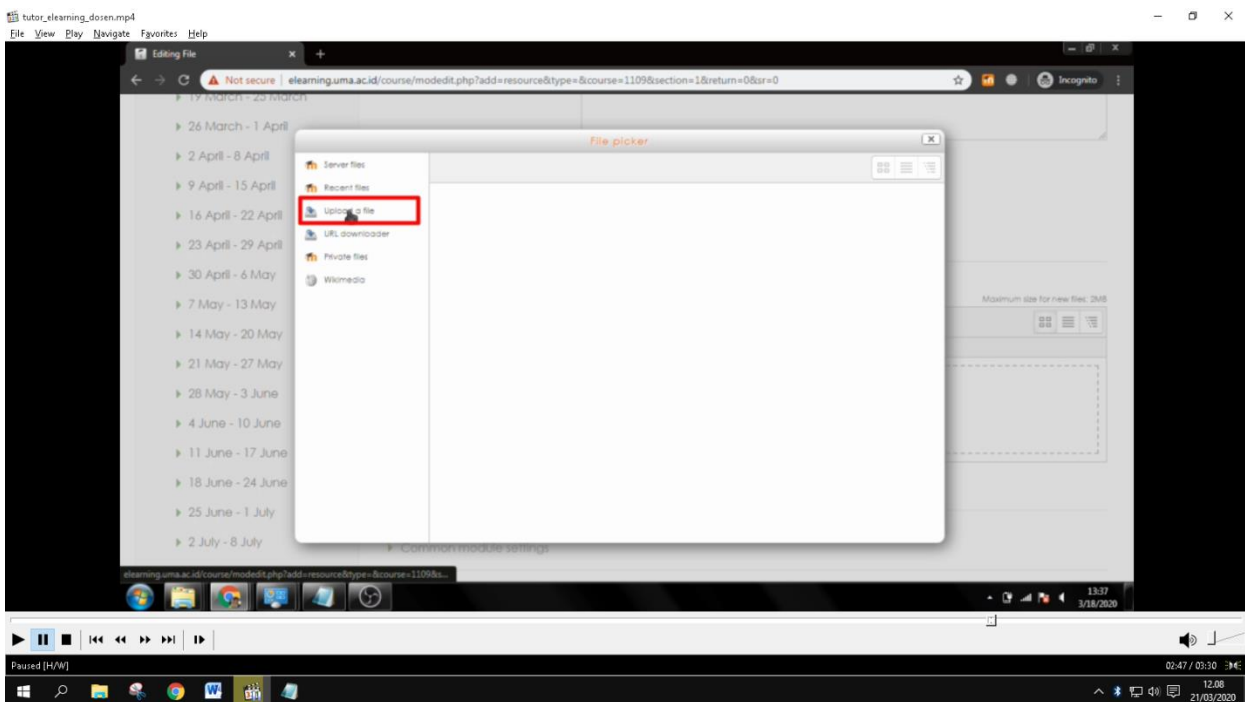 tutor_elearning_dosen.mp4
File View Play Navigate Favorites Help
Editing File
Not secure | elearning.uma.ac.id/course/modedit.php?add=resource&type=&course=1109&section=1&return=0&sr=0
Incognito
19 March - 25 March
26 March - 1 April
2 April - 8 April
9 April - 15 April
16 April - 22 April
23 April - 29 April
30 April - 6 May
7 May - 13 May
14 May - 20 May
21 May - 27 May
28 May - 3 June
4 June - 10 June
11 June - 17 June
18 June - 24 June
25 June - 1 July
2 July - 8 July
File picker
Server files
Recent files
Upload a file
URL downloader
Private files
Wikimedia
Maximum size for new files: 2MB
Common module settings
elearning.uma.ac.id/course/modedit.php?add=resource&type=&course=1109&s...
13:37
3/18/2020
Paused [H/W]
02:47 / 03:30
12.08
21/03/2020